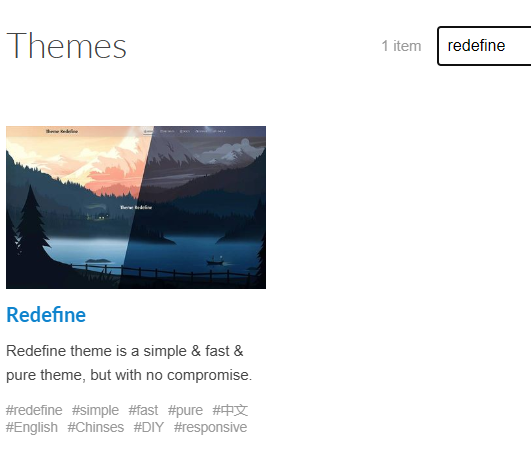 Themes
1 item
redefine
Theme Redefine
Theme Redefine
Redefine
Redefine theme is a simple & fast &
pure theme, but with no compromise.
#redefine #simple #fast #pure #中文
#English #Chinses #DIY #responsive